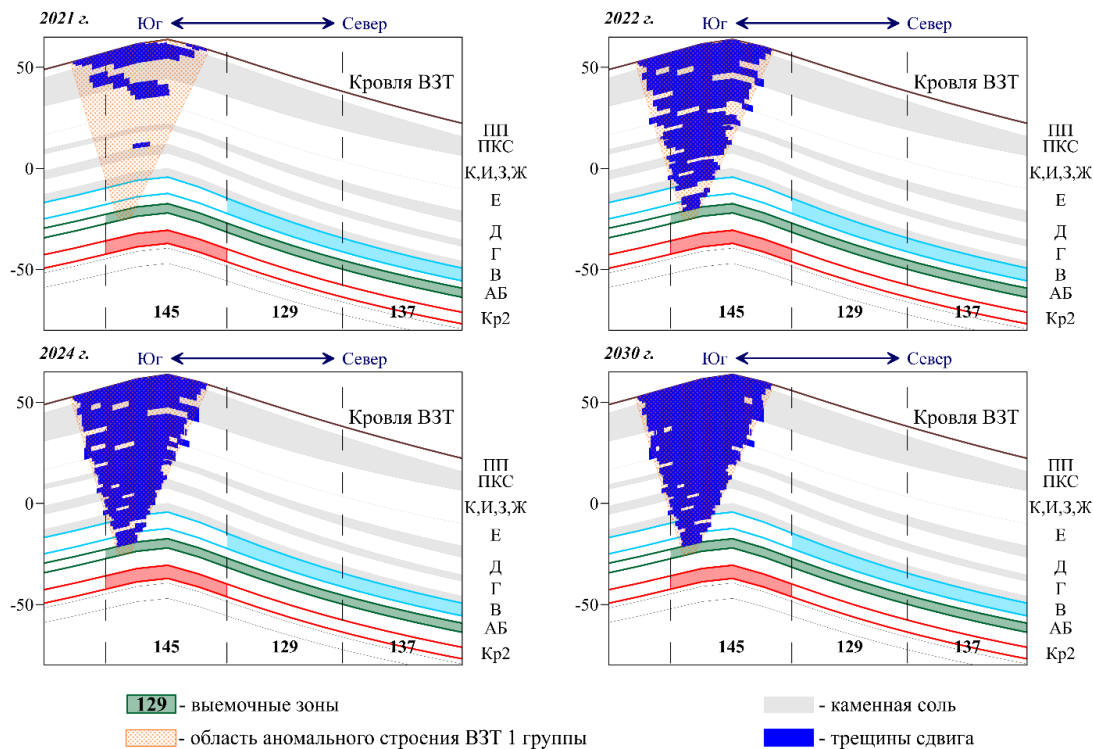 2021 г.
Юг
Север
50
0
-50
Кровля ВЗТ
ПП
ПКС
К,И,З,Ж
Е
Д
Г
В
АБ
Кр2
145
129
137
2022 г.
Юг
Север
50
0
-50
Кровля ВЗТ
ПП
ПКС
К,И,З,Ж
Е
Д
Г
В
АБ
Кр2
145
129
137
2024 г.
Юг
Север
50
0
-50
Кровля ВЗТ
ПП
ПКС
К,И,З,Ж
Е
Д
Г
В
АБ
Кр2
145
129
137
2030 г.
Юг
Север
50
0
-50
Кровля ВЗТ
ПП
ПКС
К,И,З,Ж
Е
Д
Г
В
АБ
Кр2
145
129
137
129 - выемочные зоны
- каменная соль
- область аномального строения ВЗТ 1 группы
- трещины сдвига